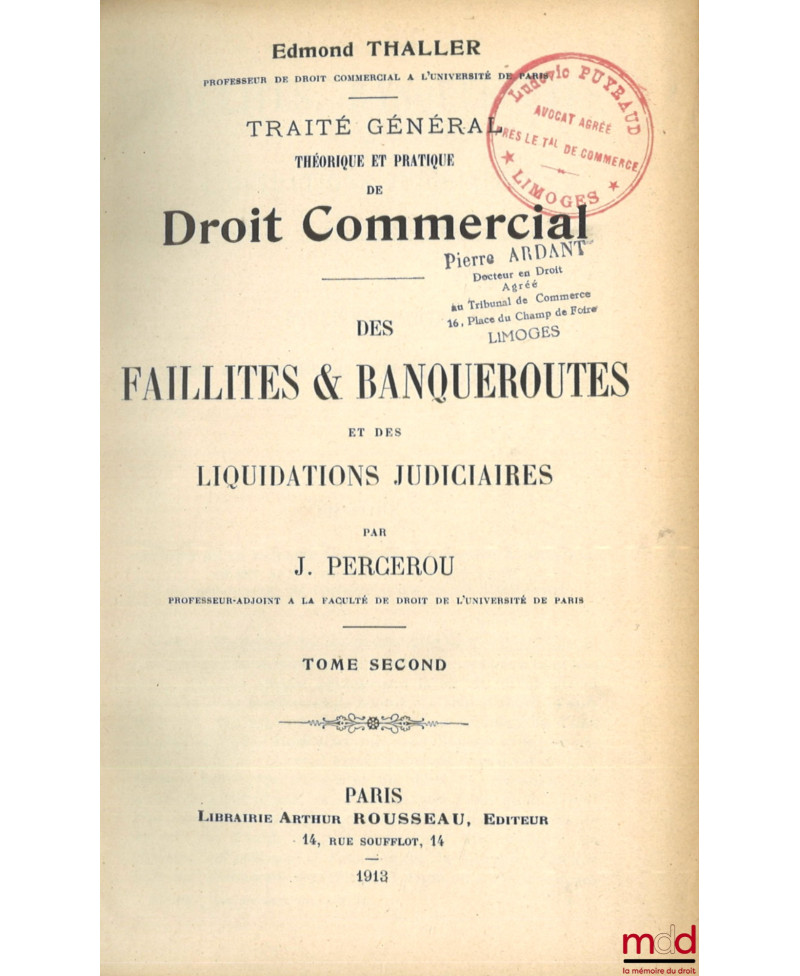 Edmond THALLER
PROFESSEUR DE DROIT COMMERCIAL A L'UNIVERSITÉ DE PARIS
TRAITÉ GÉNÉRAL
THÉORIQUE ET PRATIQUE
DE
Droit Commercial
Ludovic PUYRAUD
AVOCAT AGRÉÉ
PRES LE TAL DE COMMERCE
★ LIMOGES ★
Pierre ARDANT
Docteur en Droit
Agréé
au Tribunal de Commerce
16, Place du Champ de Foire
LIMOGES
DES
FAILLITES & BANQUEROUTES
ET DES
LIQUIDATIONS JUDICIAIRES
PAR
J. PERCEROU
PROFESSEUR-ADJOINT A LA FACULTÉ DE DROIT DE L'UNIVERSITÉ DE PARIS
TOME SECOND
PARIS
LIBRAIRIE ARTHUR ROUSSEAU, EDITEUR
14, RUE SOUFFLOT, 14
1913
mdd
la mémoire du droit